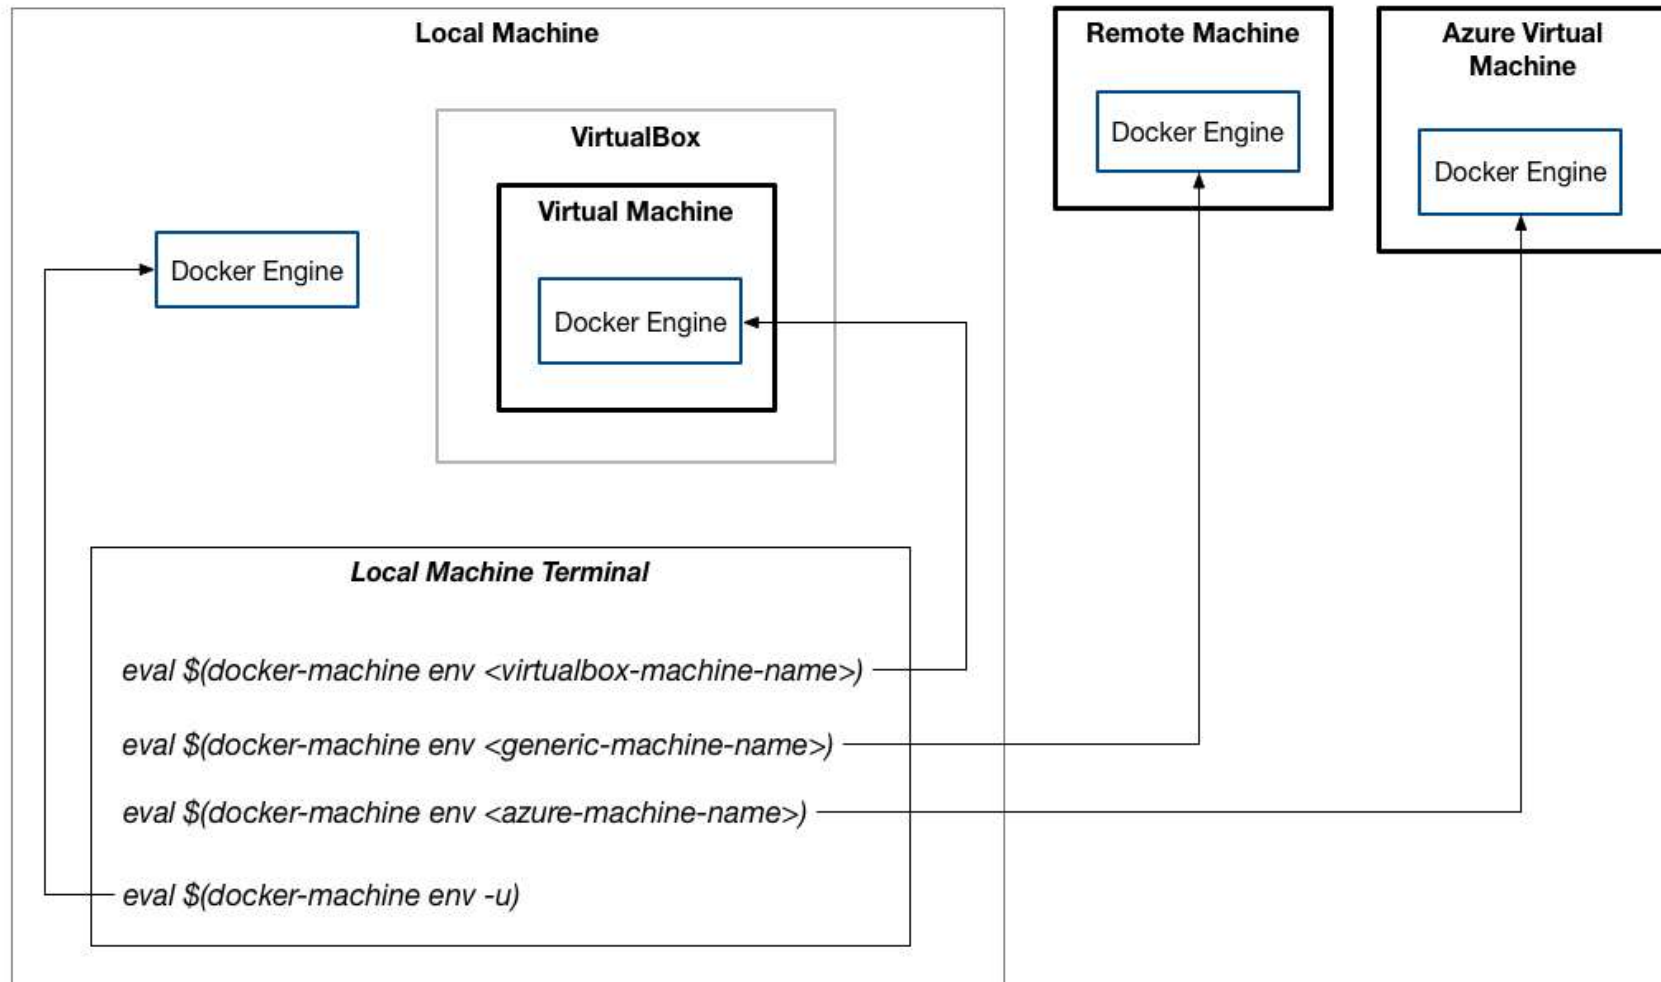 Local Machine
Remote Machine
Azure Virtual
Machine
VirtualBox
Docker Engine
Docker Engine
Virtual Machine
Docker Engine
Docker Engine
Local Machine Terminal
eval $(docker-machine env <virtualbox-machine-name>)
eval $(docker-machine env <generic-machine-name>)
eval $(docker-machine env <azure-machine-name>)
eval $(docker-machine env -u)